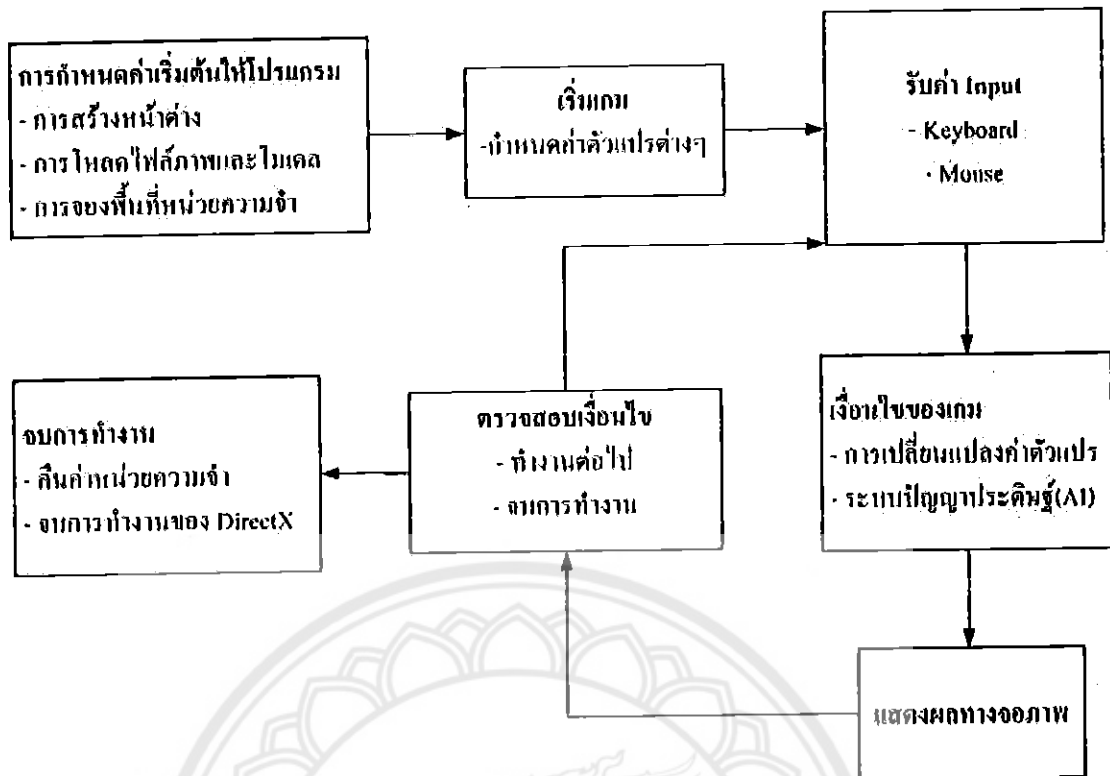 การกำหนดค่าเริ่มต้นให้โปรแกรม
- การสร้างหน้าต่าง
- การโหลดไฟล์ภาพและโมเดล
- การจองพื้นที่หน่วยความจำ
เริ่มเกม
-กำหนดค่าตัวแปรต่างๆ
รับค่า Input
- Keyboard
- Mouse
เงื่อนไขของเกม
- การเปลี่ยนแปลงค่าตัวแปร
- ระบบปัญญาประดิษฐ์(AI)
แสดงผลทางจอภาพ
ตรวจสอบเงื่อนไข
- ทำงานต่อไป
- จบการทำงาน
จบการทำงาน
- คืนค่าหน่วยความจำ
- จบการทำงานของ DirectX